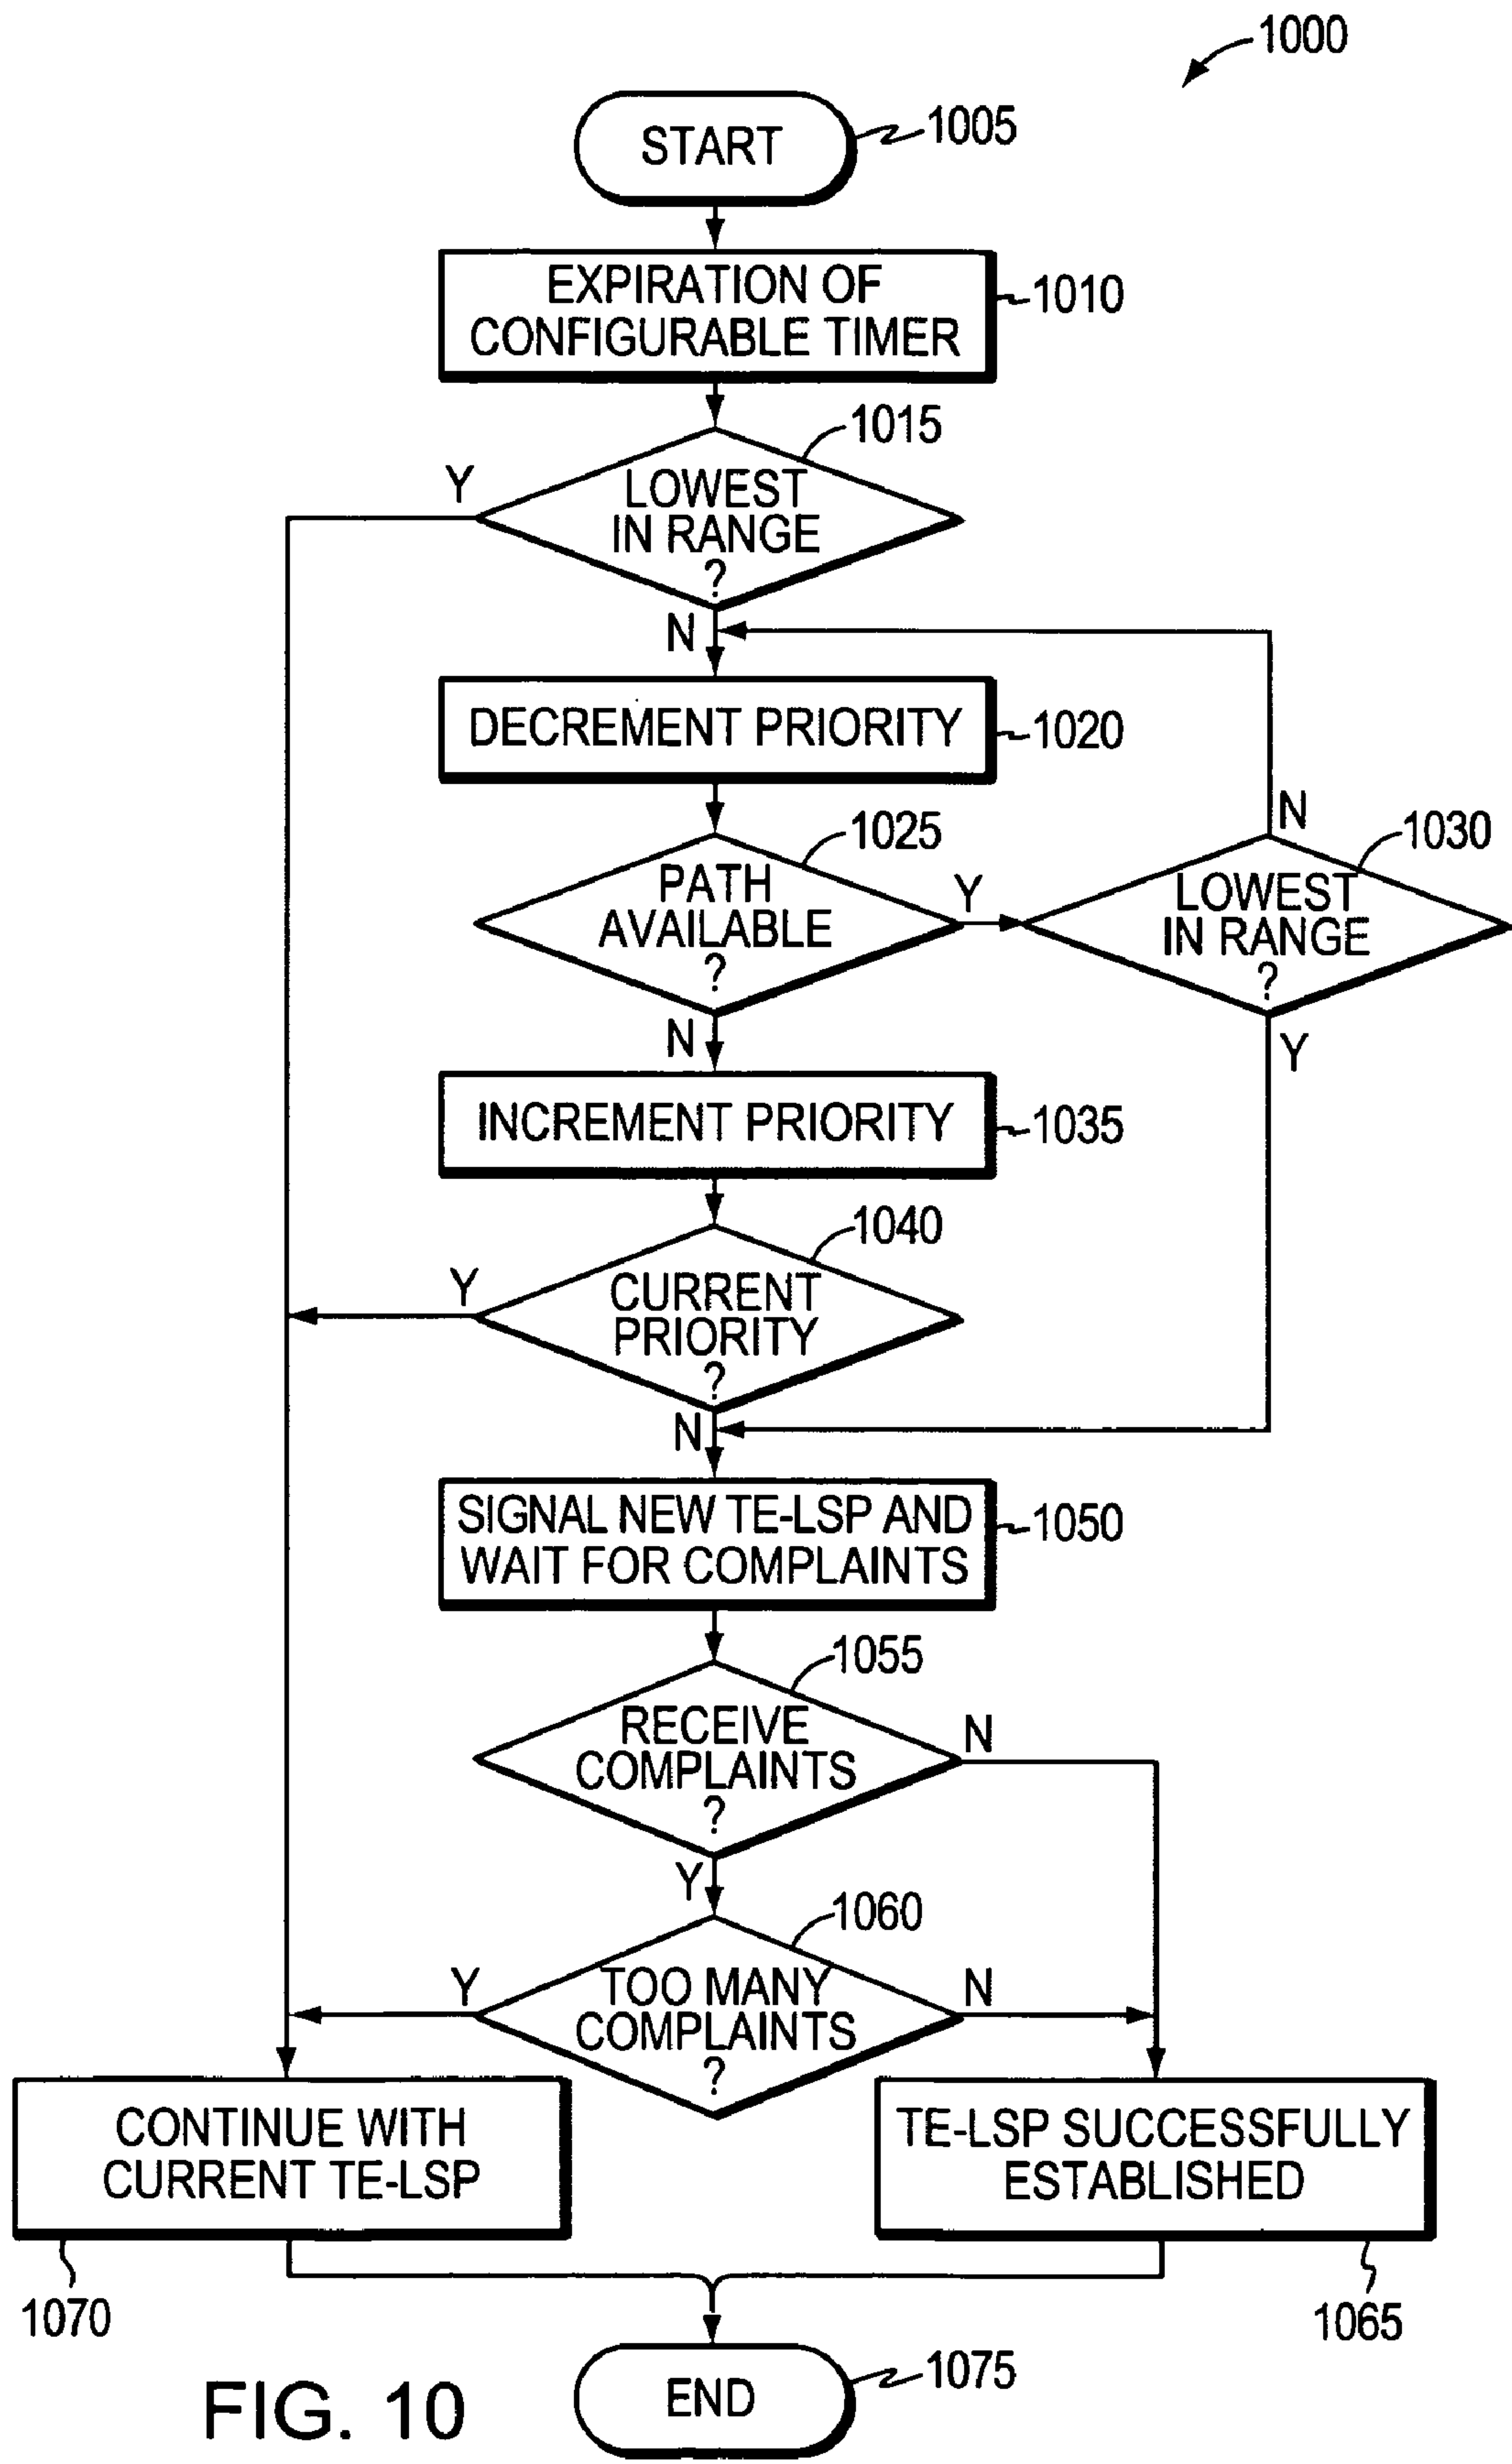 1000
START
1005
EXPIRATION OF
CONFIGURABLE TIMER
1010
1015
Y
LOWEST
IN RANGE
?
N
DECREMENT PRIORITY
1020
1025
PATH
AVAILABLE
?
Y
N
1030
LOWEST
IN RANGE
?
N
Y
INCREMENT PRIORITY
1035
1040
Y
CURRENT
PRIORITY
?
N
SIGNAL NEW TE-LSP AND
WAIT FOR COMPLAINTS
1050
1055
RECEIVE
COMPLAINTS
?
N
Y
1060
Y
TOO MANY
COMPLAINTS
?
N
CONTINUE WITH
CURRENT TE-LSP
1070
TE-LSP SUCCESSFULLY
ESTABLISHED
1065
END
1075
FIG. 10